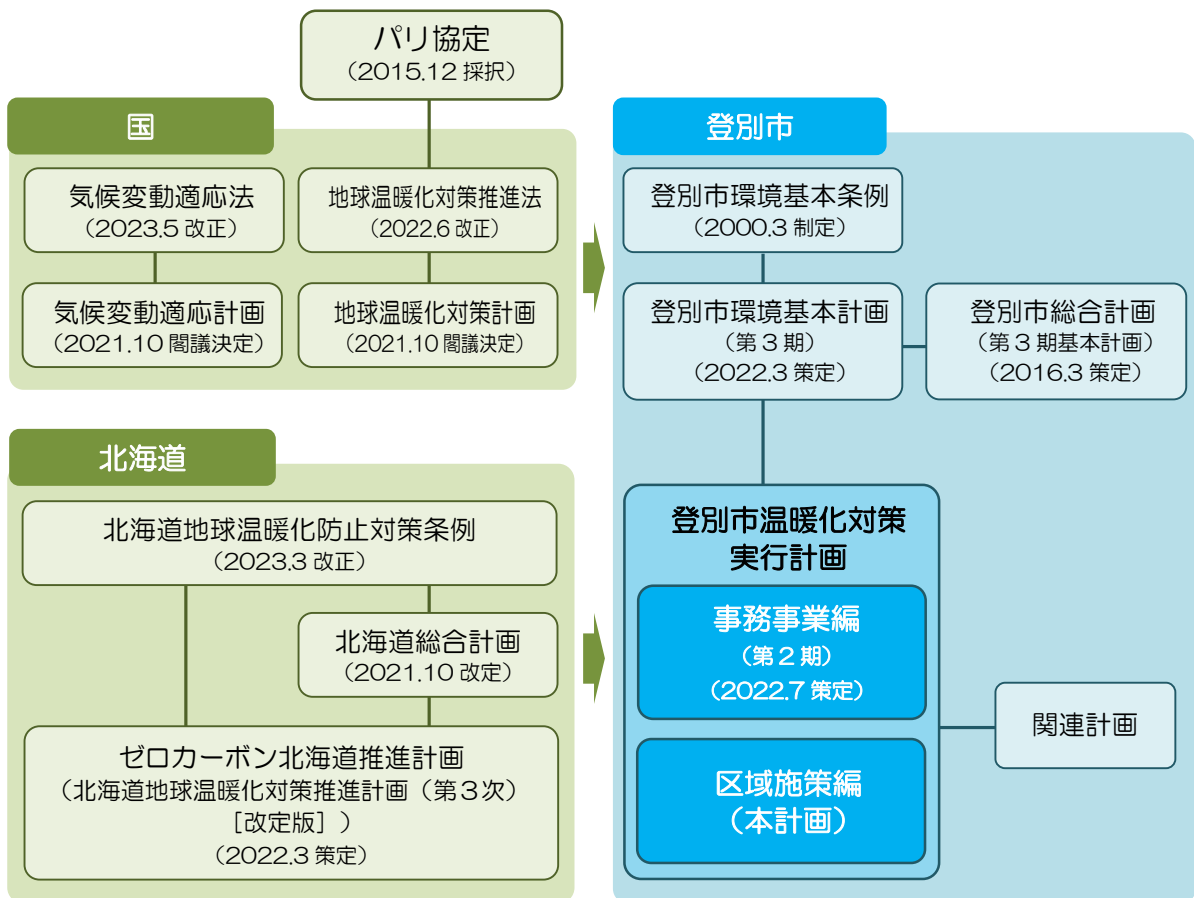 パリ協定
（2015.12 採択）
国
気候変動適応法
（2023.5 改正）
地球温暖化対策推進法
（2022.6 改正）
気候変動適応計画
（2021.10 閣議決定）
地球温暖化対策計画
（2021.10 閣議決定）
北海道
北海道地球温暖化防止対策条例
（2023.3 改正）
北海道総合計画
（2021.10 改定）
ゼロカーボン北海道推進計画
（北海道地球温暖化対策推進計画（第３次）
［改定版］）
（2022.3 策定）
登別市
登別市環境基本条例
（2000.3 制定）
登別市環境基本計画
（第３期）
（2022.3 策定）
登別市総合計画
（第３期基本計画）
（2016.3 策定）
登別市温暖化対策
実行計画
事務事業編
（第２期）
（2022.7 策定）
区域施策編
（本計画）
関連計画